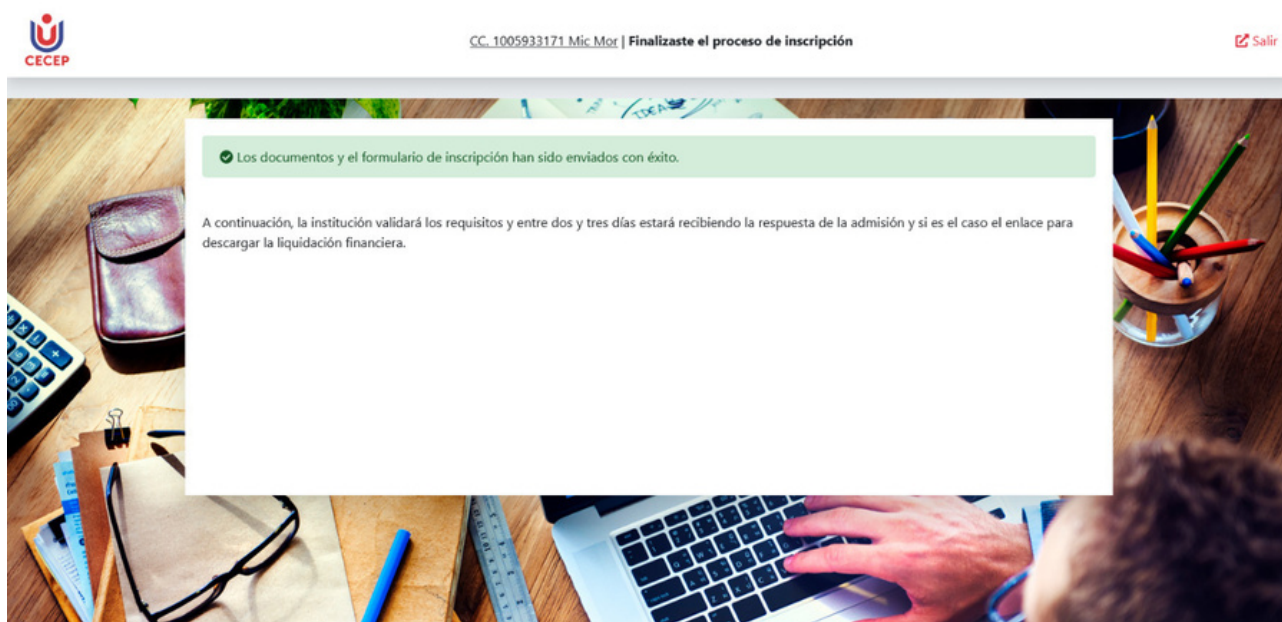 CECEP
CC. 1005933171 Mic Mor | Finalizaste el proceso de inscripción
Salir
IDEA
Los documentos y el formulario de inscripción han sido enviados con éxito.
A continuación, la institución validará los requisitos y entre dos y tres días estará recibiendo la respuesta de la admisión y si es el caso el enlace para
descargar la liquidación financiera.